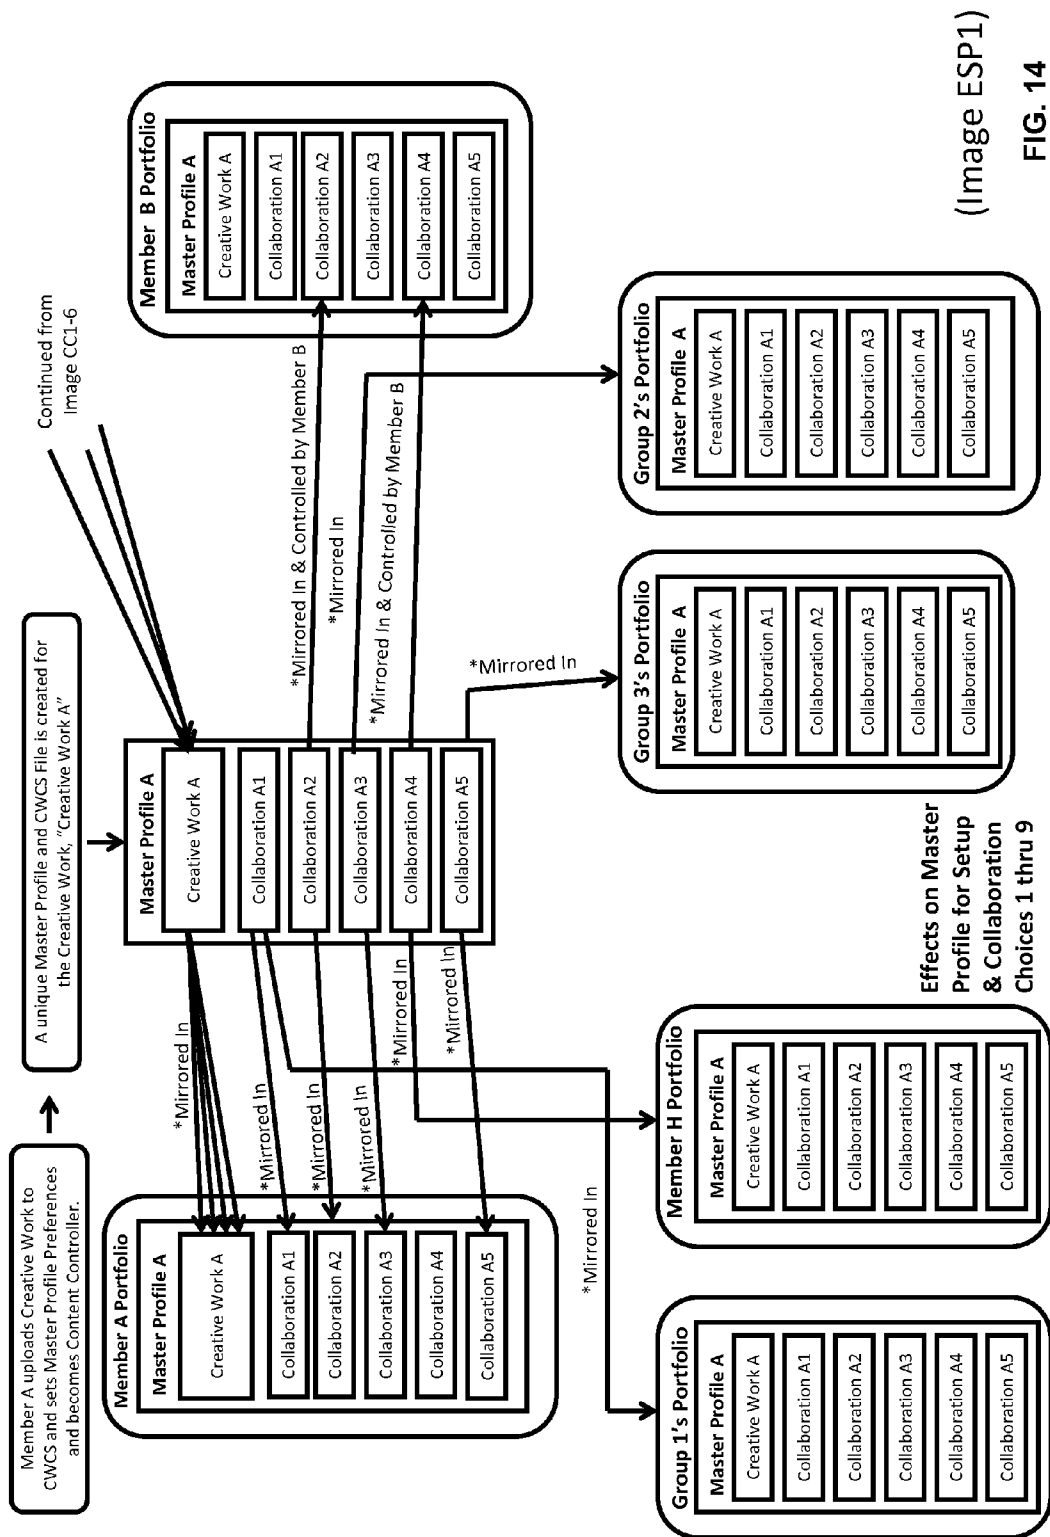 Member A uploads Creative Work to
CWCS and sets Master Profile Preferences
and becomes Content Controller.
A unique Master Profile and CWCS File is created for
the Creative Work, "Creative Work A"
Continued from
Image CC1-6
Member A Portfolio
Master Profile A
Creative Work A
Collaboration A1
Collaboration A2
Collaboration A3
Collaboration A4
Collaboration A5
*Mirrored In
*Mirrored In
*Mirrored In
*Mirrored In
*Mirrored In
*Mirrored In
*Mirrored In
Master Profile A
Creative Work A
Collaboration A1
Collaboration A2
Collaboration A3
Collaboration A4
Collaboration A5
*Mirrored In & Controlled by Member B
*Mirrored In
*Mirrored In & Controlled by Member B
*Mirrored In
Member B Portfolio
Master Profile A
Creative Work A
Collaboration A1
Collaboration A2
Collaboration A3
Collaboration A4
Collaboration A5
Group 1's Portfolio
Master Profile A
Creative Work A
Collaboration A1
Collaboration A2
Collaboration A3
Collaboration A4
Collaboration A5
Member H Portfolio
Master Profile A
Creative Work A
Collaboration A1
Collaboration A2
Collaboration A3
Collaboration A4
Collaboration A5
Effects on Master
Profile for Setup
& Collaboration
Choices 1 thru 9
Group 3's Portfolio
Master Profile A
Creative Work A
Collaboration A1
Collaboration A2
Collaboration A3
Collaboration A4
Collaboration A5
Group 2's Portfolio
Master Profile A
Creative Work A
Collaboration A1
Collaboration A2
Collaboration A3
Collaboration A4
Collaboration A5
(Image ESP1)
FIG. 14